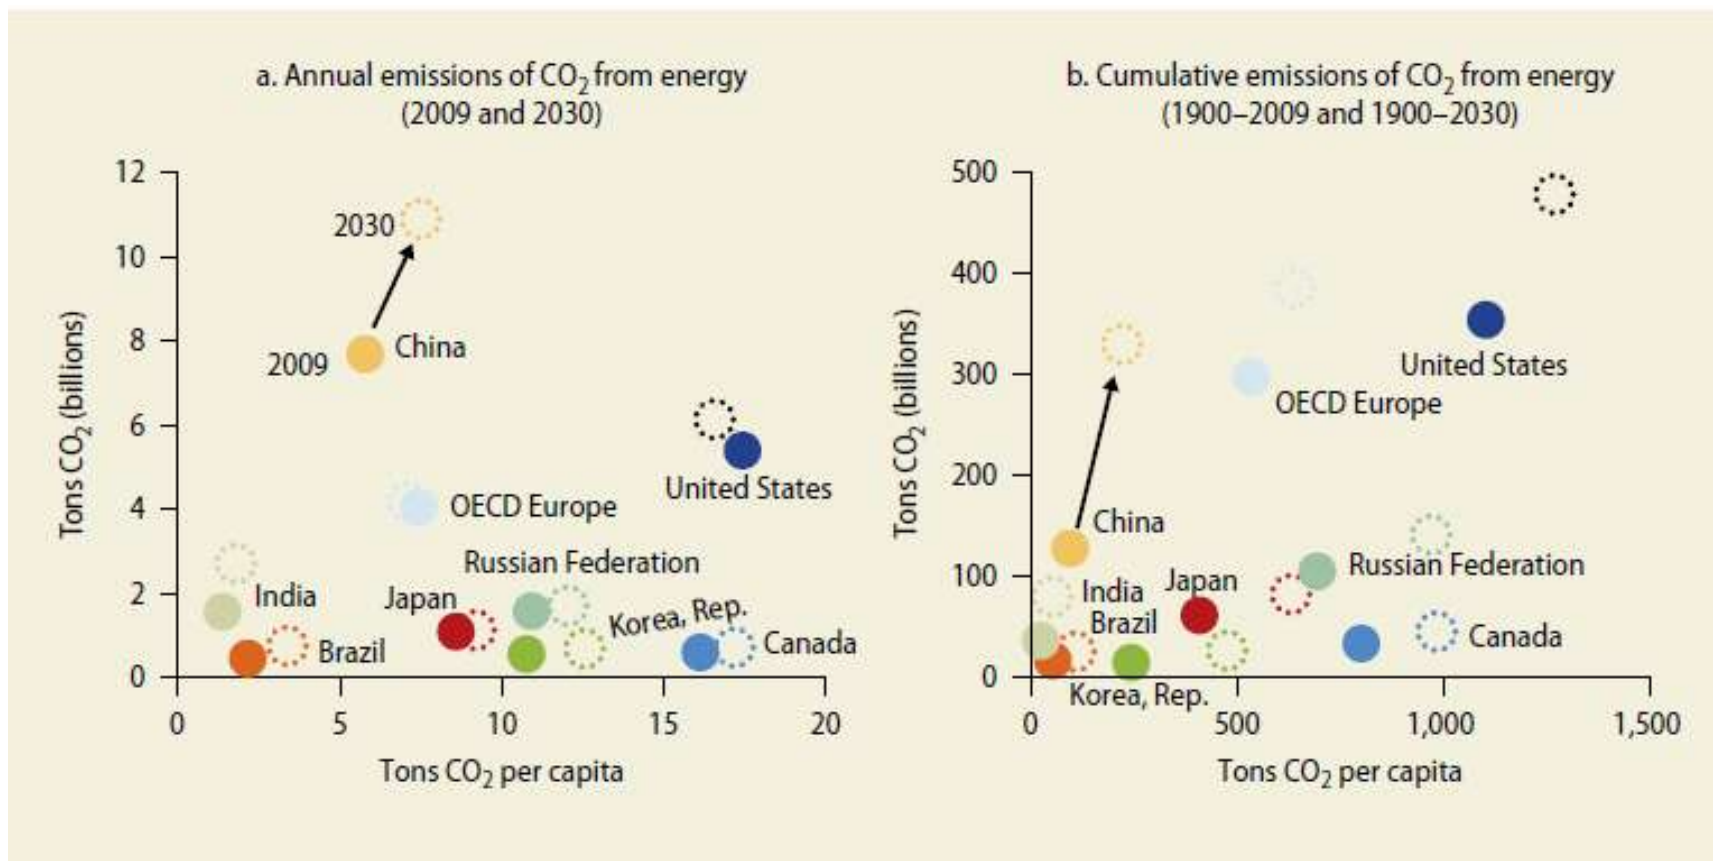 a. Annual emissions of CO₂ from energy
(2009 and 2030)
12
10
8
6
4
2
0
Tons CO₂ (billions)
2030
2009
China
United States
OECD Europe
Russian Federation
India
Japan
Korea, Rep.
Brazil
Canada
0 5 10 15 20
Tons CO₂ per capita
b. Cumulative emissions of CO₂ from energy
(1900–2009 and 1900–2030)
500
400
300
200
100
0
Tons CO₂ (billions)
United States
OECD Europe
China
Russian Federation
Japan
India
Brazil
Canada
Korea, Rep.
0 500 1,000 1,500
Tons CO₂ per capita